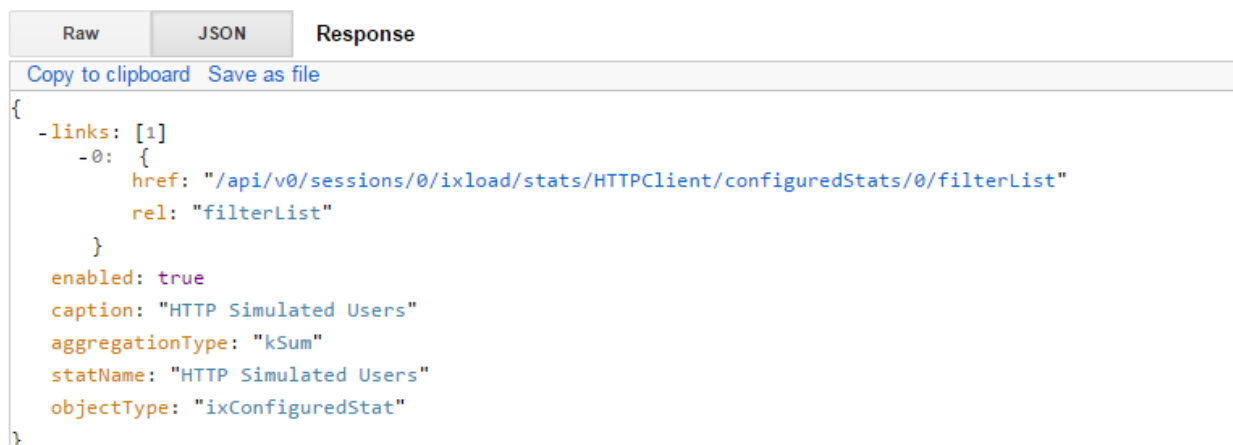 Raw JSON Response
Copy to clipboard Save as file
{
-links: [1]
-0: {
href: "/api/v0/sessions/0/ixload/stats/HTTPClient/configuredStats/0/filterList"
rel: "filterList"
}
enabled: true
caption: "HTTP Simulated Users"
aggregationType: "kSum"
statName: "HTTP Simulated Users"
objectType: "ixConfiguredStat"
}